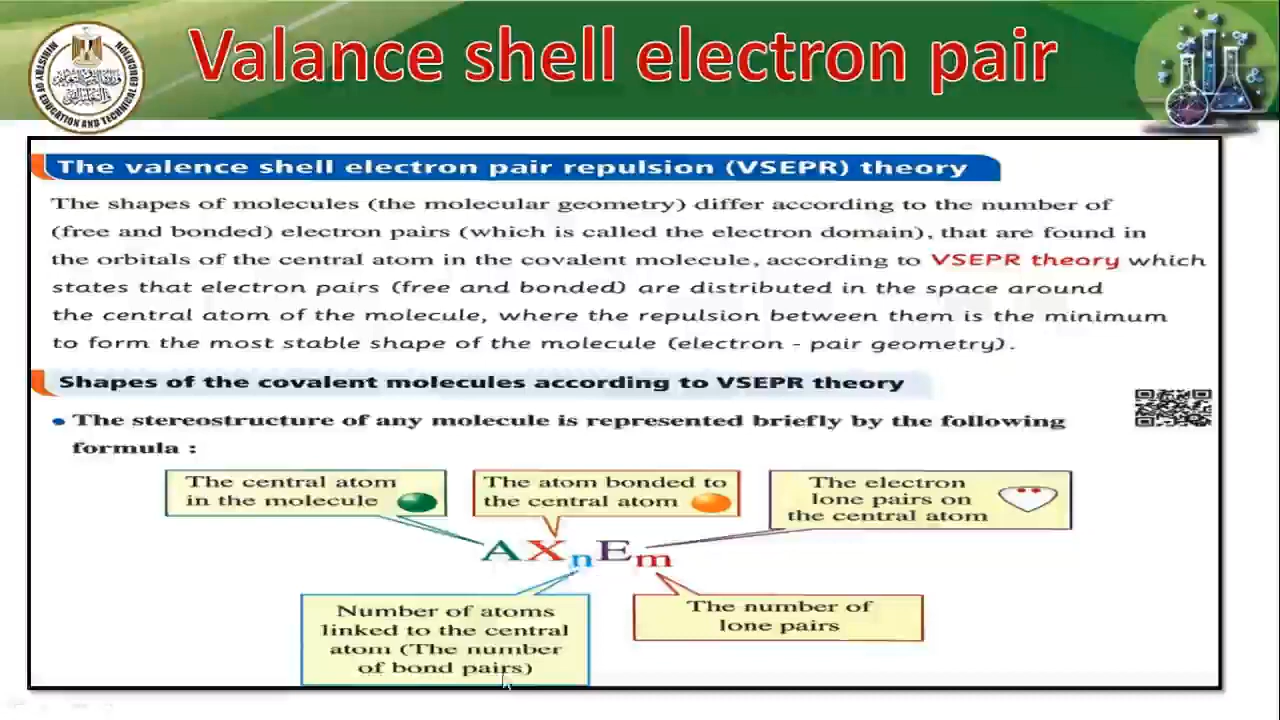 Valance shell electron pair
MINISTRY OF EDUCATION AND TECHNICAL EDUCATION
The valence shell electron pair repulsion (VSEPR) theory
The shapes of molecules (the molecular geometry) differ according to the number of
(free and bonded) electron pairs (which is called the electron domain), that are found in
the orbitals of the central atom in the covalent molecule, according to VSEPR theory which
states that electron pairs (free and bonded) are distributed in the space around
the central atom of the molecule, where the repulsion between them is the minimum
to form the most stable shape of the molecule (electron - pair geometry).
Shapes of the covalent molecules according to VSEPR theory
• The stereostructure of any molecule is represented briefly by the following
formula :
The central atom
in the molecule
The atom bonded to
the central atom
The electron
lone pairs on
the central atom
AXnEm
Number of atoms
linked to the central
atom (The number
of bond pairs)
The number of
lone pairs